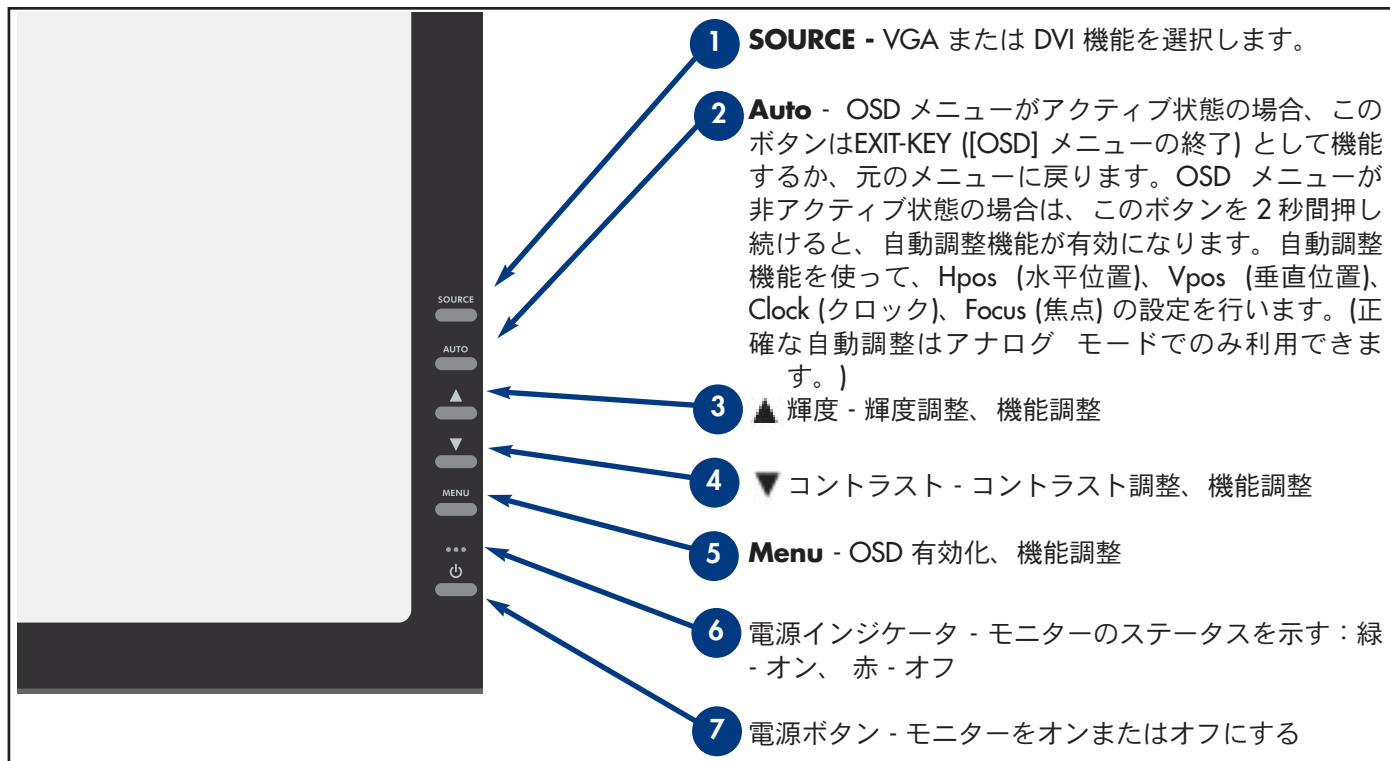 1 SOURCE - VGA または DVI 機能を選択します。
2 Auto - OSD メニューがアクティブ状態の場合、この
ボタンはEXIT-KEY ([OSD] メニューの終了) として機能
するか、元のメニューに戻ります。OSD メニューが
非アクティブ状態の場合は、このボタンを 2 秒間押し
続けると、自動調整機能が有効になります。自動調整
機能を使って、Hpos (水平位置)、Vpos (垂直位置)、
Clock (クロック)、Focus (焦点) の設定を行います。(正
確な自動調整はアナログ モードでのみ利用できま
す。)
3 ▲ 輝度 - 輝度調整、機能調整
4 ▼ コントラスト - コントラスト調整、機能調整
5 Menu - OSD 有効化、機能調整
6 電源インジケータ - モニターのステータスを示す：緑
- オン、 赤 - オフ
7 電源ボタン - モニターをオンまたはオフにする
SOURCE
AUTO
▲
▼
MENU